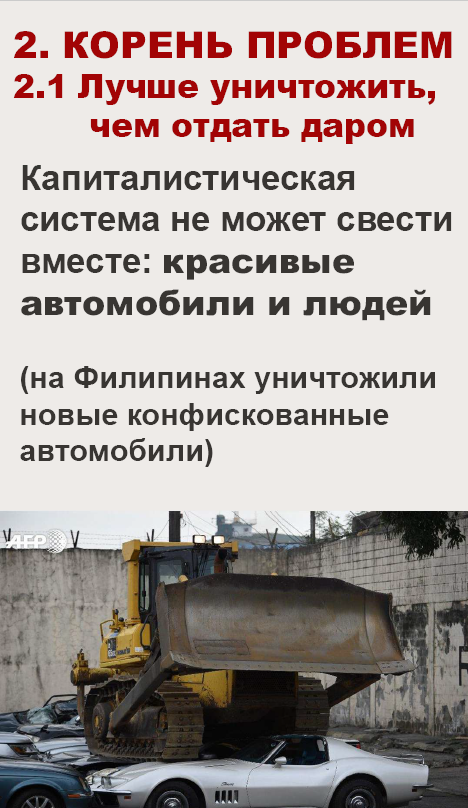 2. КОРЕНЬ ПРОБЛЕМ
2.1 Лучше уничтожить,
чем отдать даром
Капиталистическая
система не может свести
вместе: красивые
автомобили и людей
(на Филипинах уничтожили
новые конфискованные
автомобили)
AFP
KOMATSU